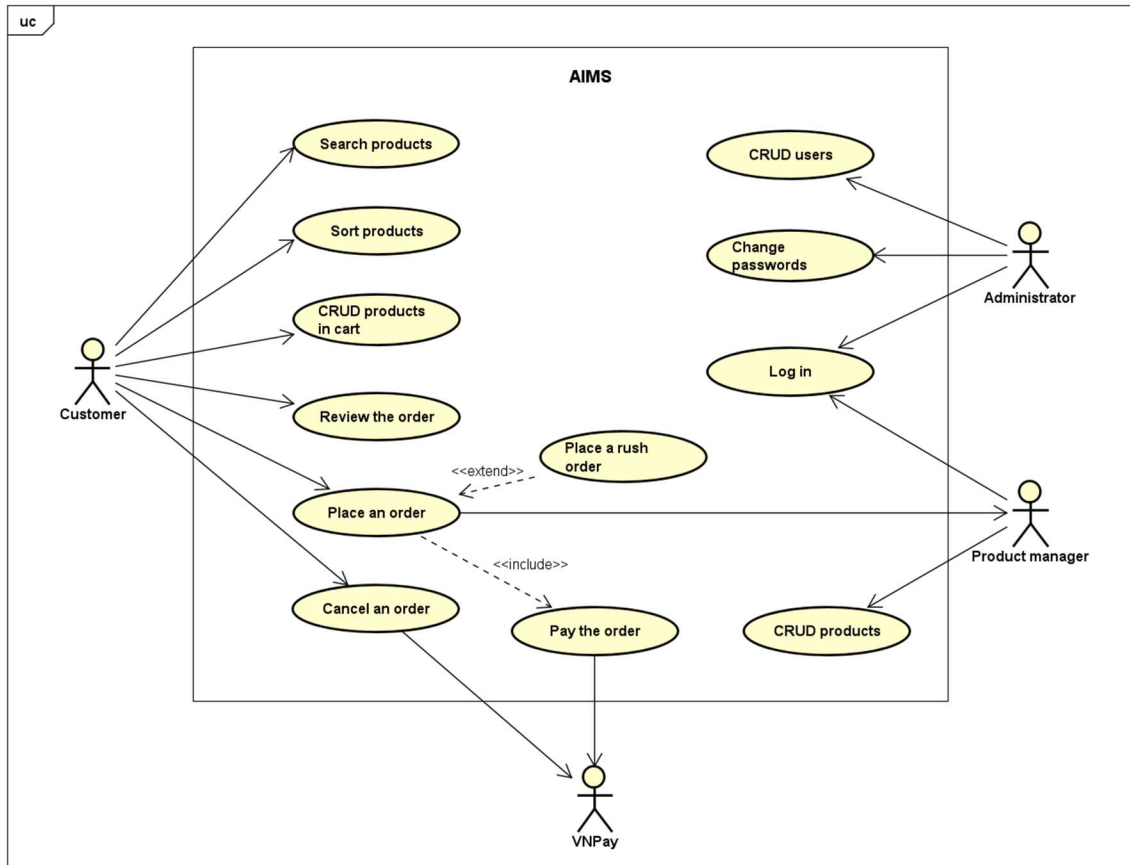 uc
AIMS
Search products
CRUD users
Sort products
Change
passwords
Administrator
CRUD products
in cart
Log in
Customer
Review the order
Place a rush
order
<<extend>>
Place an order
Product manager
<<include>>
Cancel an order
Pay the order
CRUD products
VNPay